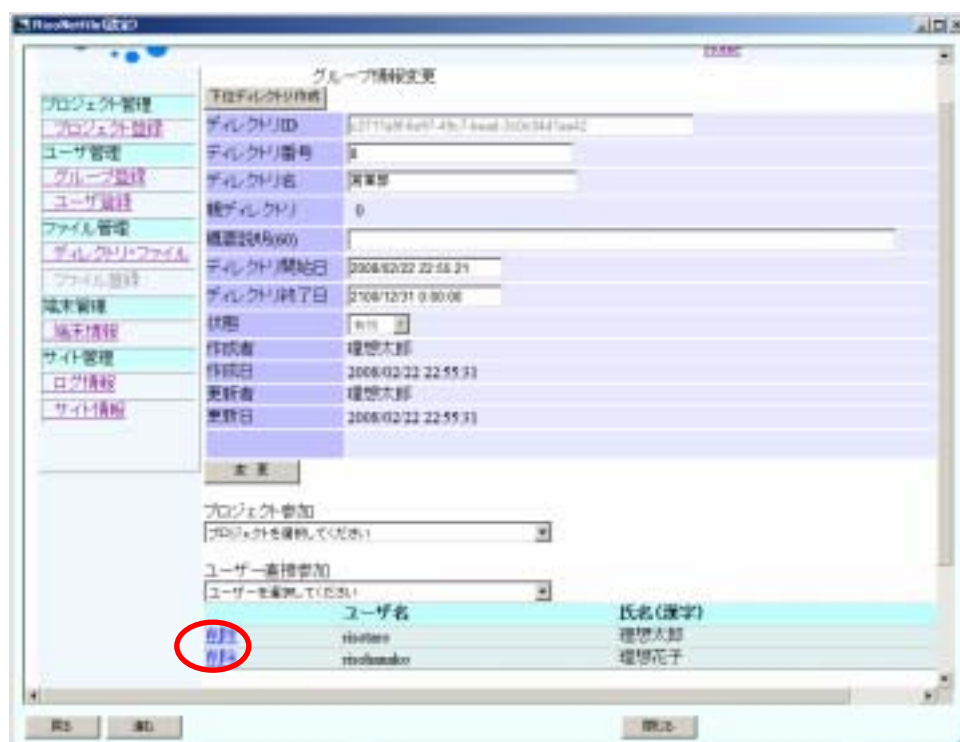 RisoNetfile(設定)
グループ情報変更
下位ディレクトリ作成
プロジェクト管理
プロジェクト登録
ユーザ管理
グループ登録
ユーザ登録
ファイル管理
ディレクトリ・ファイル
ファイル登録
端末管理
端末情報
サイト管理
ログ情報
サイト情報
ディレクトリID
ディレクトリ番号
ディレクトリ名 営業部
親ディレクトリ 0
概要説明(60)
ディレクトリ開始日 2008/02/22 22:55:21
ディレクトリ終了日 2100/12/31 0:00:00
状態 有効
作成者 理想太郎
作成日 2008/02/22 22:55:31
更新者 理想太郎
更新日 2008/02/22 22:55:31
変 更
プロジェクト参加
プロジェクトを選択してください
ユーザー直接参加
ユーザーを選択してください
ユーザ名 氏名(漢字)
削除 risotaro 理想太郎
削除 risohanako 理想花子
戻る 進む 閉じる